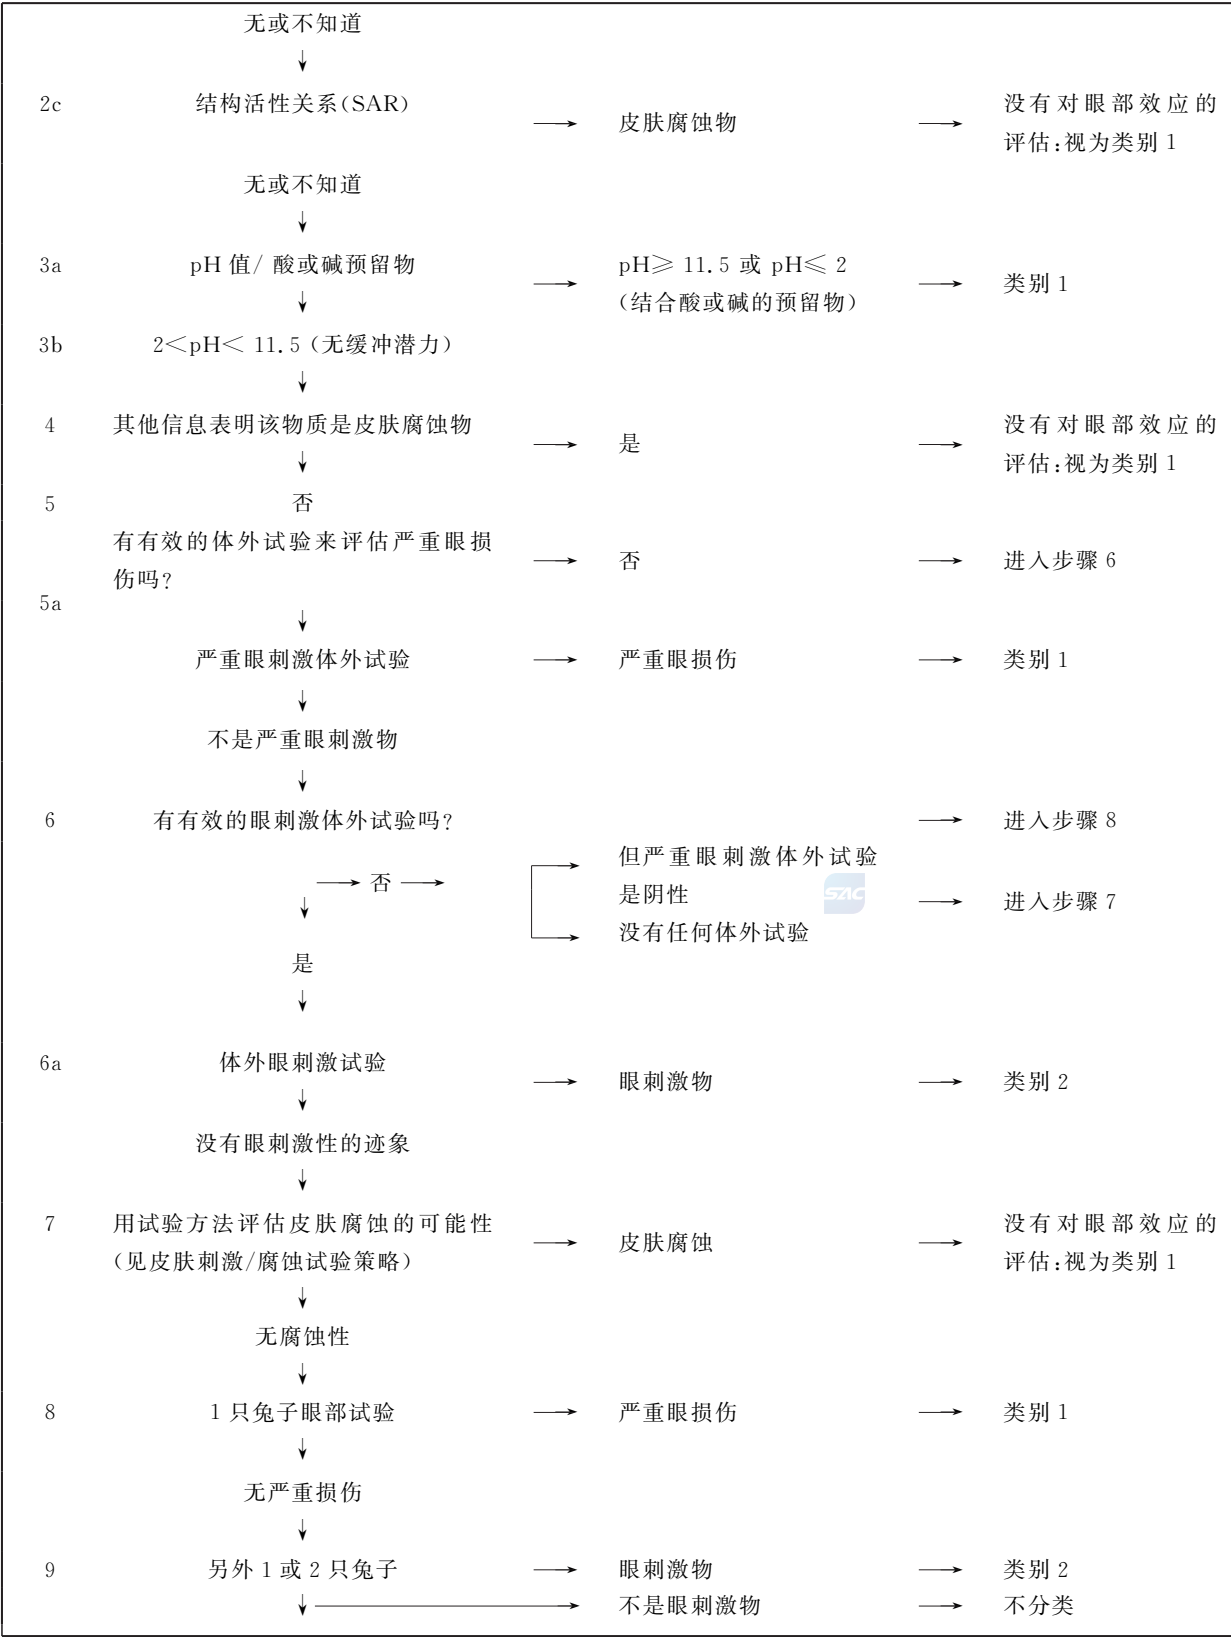 无或不知道
↓
2c 结构活性关系(SAR) → 皮肤腐蚀物 → 没有对眼部效应的
评估:视为类别 1
无或不知道
↓
3a pH 值/ 酸或碱预留物 → pH≥ 11.5 或 pH≤ 2 → 类别 1
(结合酸或碱的预留物)
↓
3b 2<pH< 11.5 (无缓冲潜力)
↓
4 其他信息表明该物质是皮肤腐蚀物 → 是 → 没有对眼部效应的
评估:视为类别 1
↓
5 否
有有效的体外试验来评估严重眼损 → 否 → 进入步骤 6
伤吗?
5a
↓
严重眼刺激体外试验 → 严重眼损伤 → 类别 1
↓
不是严重眼刺激物
↓
6 有有效的眼刺激体外试验吗? → 进入步骤 8
但严重眼刺激体外试验
→ 否 → 是阴性 SAC → 进入步骤 7
↓ 没有任何体外试验
是
↓
6a 体外眼刺激试验 → 眼刺激物 → 类别 2
↓
没有眼刺激性的迹象
↓
7 用试验方法评估皮肤腐蚀的可能性 → 皮肤腐蚀 → 没有对眼部效应的
(见皮肤刺激/腐蚀试验策略) 评估:视为类别 1
↓
无腐蚀性
↓
8 1 只兔子眼部试验 → 严重眼损伤 → 类别 1
↓
无严重损伤
↓
9 另外 1 或 2 只兔子 → 眼刺激物 → 类别 2
↓ → 不是眼刺激物 → 不分类